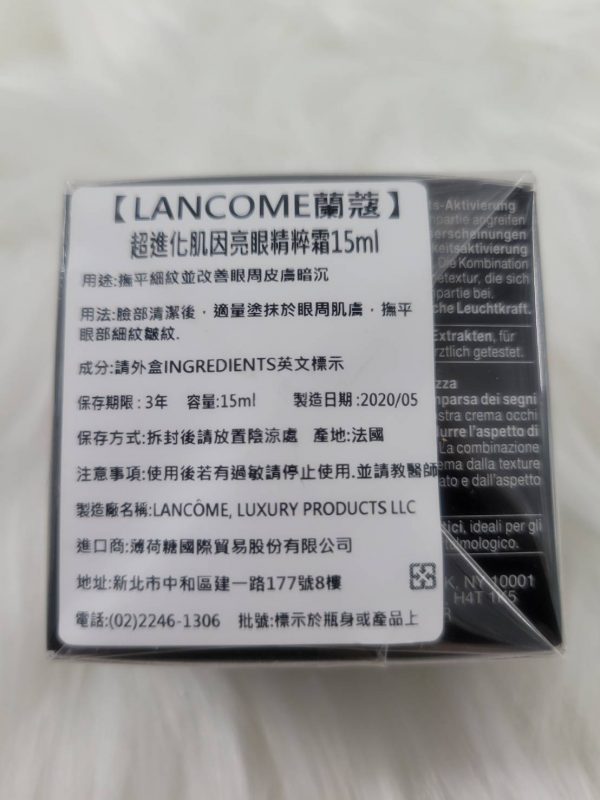 【LANCOME蘭蔻】
超進化肌因亮眼精粹霜15ml
用途:撫平細紋並改善眼周皮膚暗沉
用法:臉部清潔後，適量塗抹於眼周肌膚，撫平
眼部細紋皺紋.
成分:請外盒INGREDIENTS英文標示
保存期限:3年 容量:15ml 製造日期:2020/05
保存方式:拆封後請放置陰涼處 產地:法國
注意事項:使用後若有過敏請停止使用.並請教醫師
製造廠名稱:LANCÔME, LUXURY PRODUCTS LLC
進口商:薄荷糖國際貿易股份有限公司
地址:新北市中和區建一路177號8樓
電話:(02)2246-1306 批號:標示於瓶身或產品上
s-Aktivierung
partie angreifen
erscheinungen
keitsaktivierung
Die Kombination
etextur, die sich
partie bei.
che Leuchtkraft.
Extrakten, für
rztlich getestet.
zza
mparsa dei segni
stra crema occhi
durre l'aspetto di
La combinazione
ema dalla texture
ato e dall'aspetto
tici, ideali per gli
lmologico.
K, NY 10001
H4T 1K5